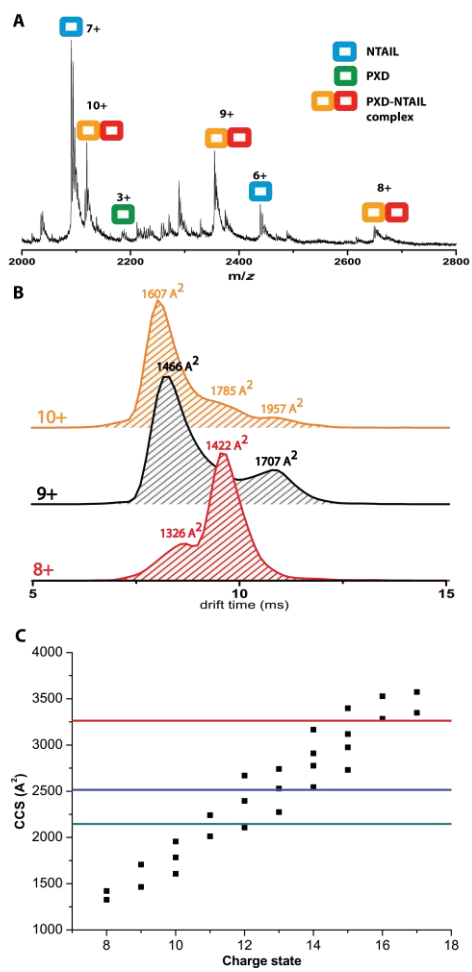 A
7+
NTAIL
PXD
PXD-NTAIL
complex
10+
9+
3+
6+
8+
2000 2200 2400 2600 2800
m/z
B
1607 A²
1466 A²
1785 A²
1957 A²
10+
1422 A²
1707 A²
9+
1326 A²
8+
5 10 15
drift time (ms)
C
4000
3500
3000
2500
2000
1500
1000
CCS (A²)
8 10 12 14 16 18
Charge state